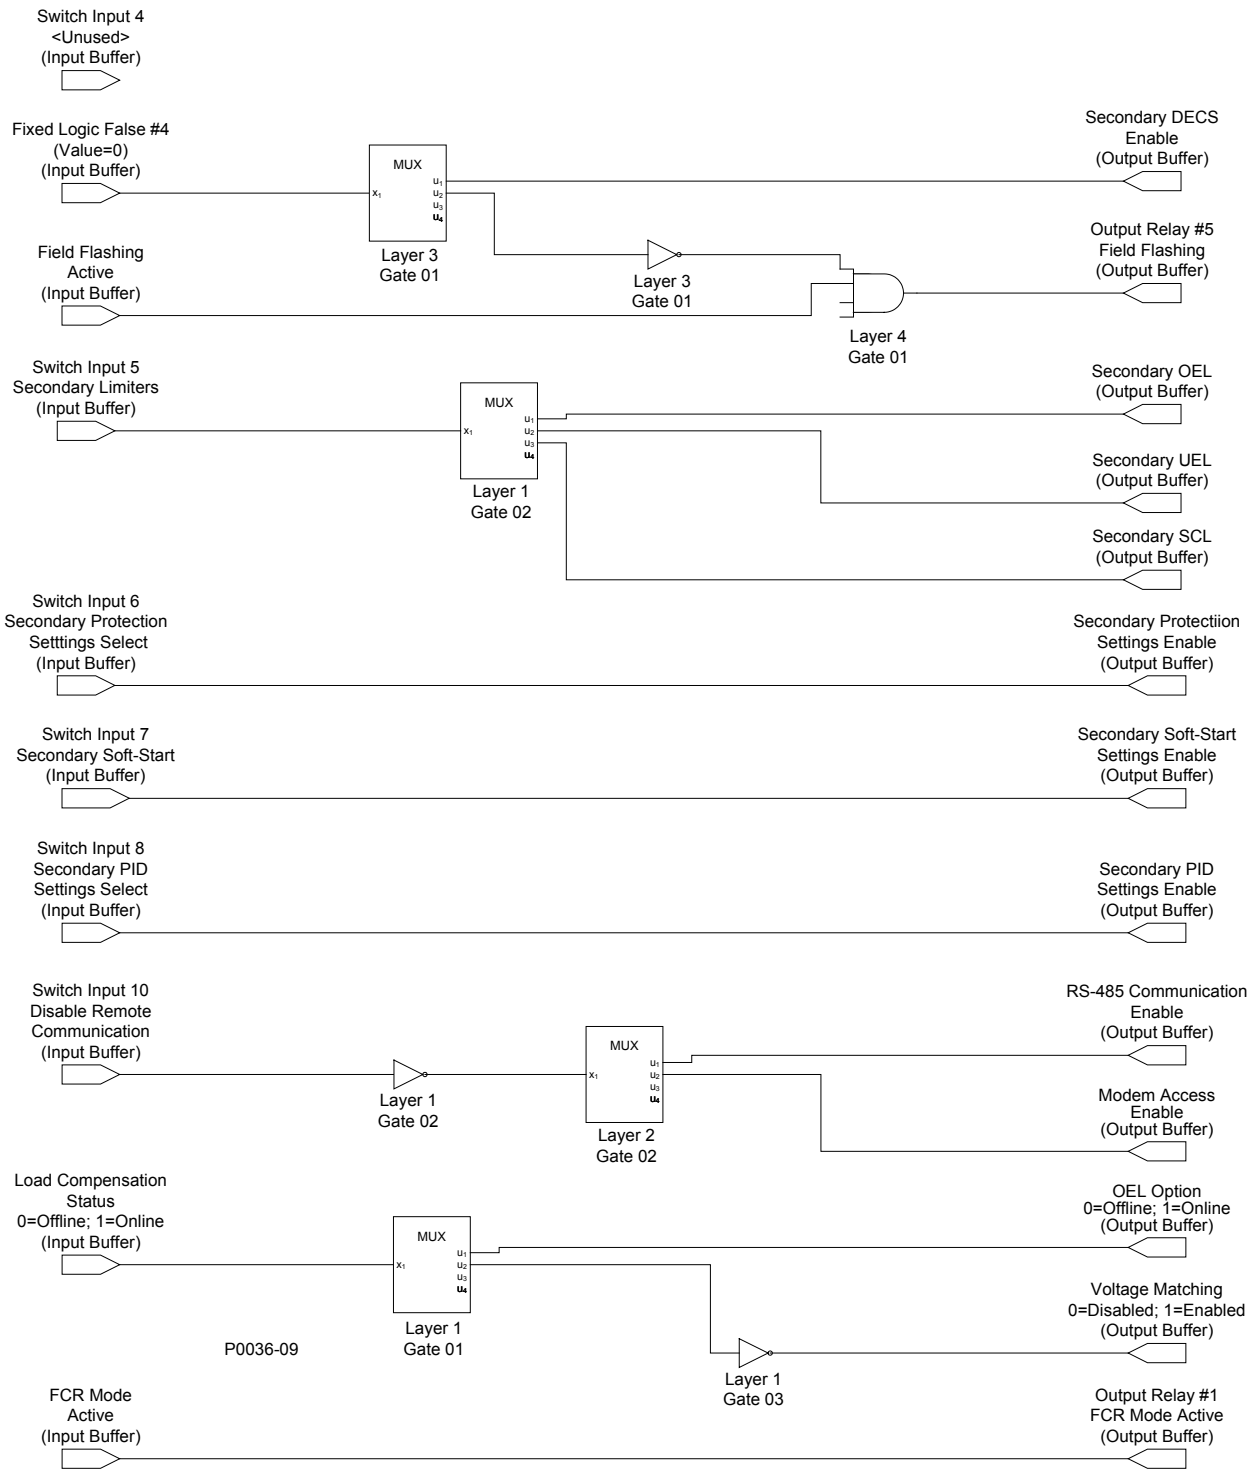 Switch Input 4
<Unused>
(Input Buffer)
Fixed Logic False #4
(Value=0)
(Input Buffer)
MUX
x₁
u₁
u₂
u₃
u₄
Layer 3
Gate 01
Secondary DECS
Enable
(Output Buffer)
Field Flashing
Active
(Input Buffer)
Layer 3
Gate 01
Layer 4
Gate 01
Output Relay #5
Field Flashing
(Output Buffer)
Switch Input 5
Secondary Limiters
(Input Buffer)
MUX
x₁
u₁
u₂
u₃
u₄
Layer 1
Gate 02
Secondary OEL
(Output Buffer)
Secondary UEL
(Output Buffer)
Secondary SCL
(Output Buffer)
Switch Input 6
Secondary Protection
Setttings Select
(Input Buffer)
Secondary Protectiion
Settings Enable
(Output Buffer)
Switch Input 7
Secondary Soft-Start
(Input Buffer)
Secondary Soft-Start
Settings Enable
(Output Buffer)
Switch Input 8
Secondary PID
Settings Select
(Input Buffer)
Secondary PID
Settings Enable
(Output Buffer)
Switch Input 10
Disable Remote
Communication
(Input Buffer)
Layer 1
Gate 02
MUX
x₁
u₁
u₂
u₃
u₄
Layer 2
Gate 02
RS-485 Communication
Enable
(Output Buffer)
Modem Access
Enable
(Output Buffer)
Load Compensation
Status
0=Offline; 1=Online
(Input Buffer)
MUX
x₁
u₁
u₂
u₃
u₄
Layer 1
Gate 01
OEL Option
0=Offline; 1=Online
(Output Buffer)
Voltage Matching
0=Disabled; 1=Enabled
(Output Buffer)
P0036-09
Layer 1
Gate 03
FCR Mode
Active
(Input Buffer)
Output Relay #1
FCR Mode Active
(Output Buffer)